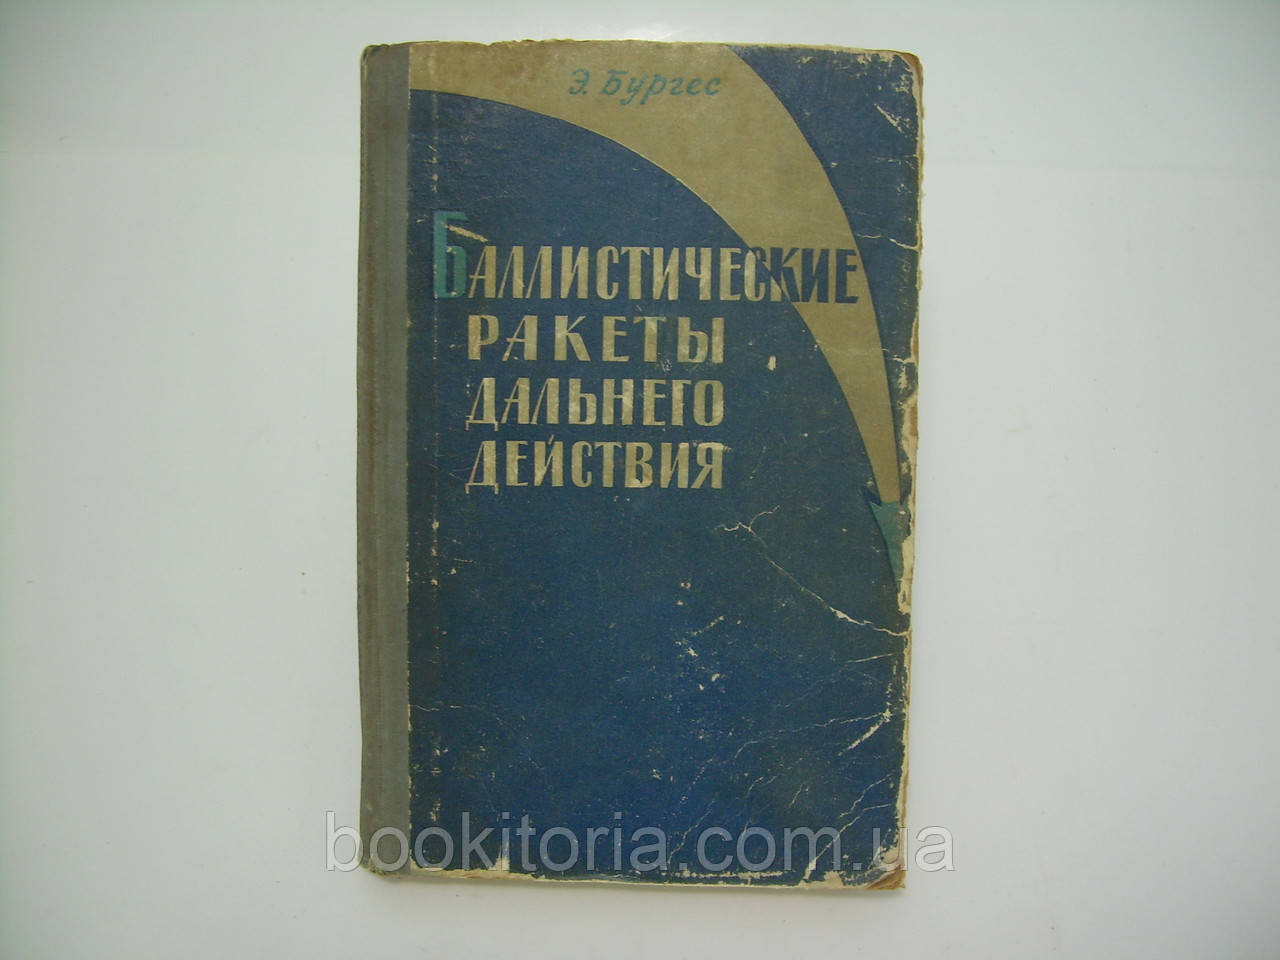 Э. Бургес
БАЛЛИСТИЧЕСКИЕ
РАКЕТЫ
ДАЛЬНЕГО
ДЕЙСТВИЯ
bookitoria.com.ua